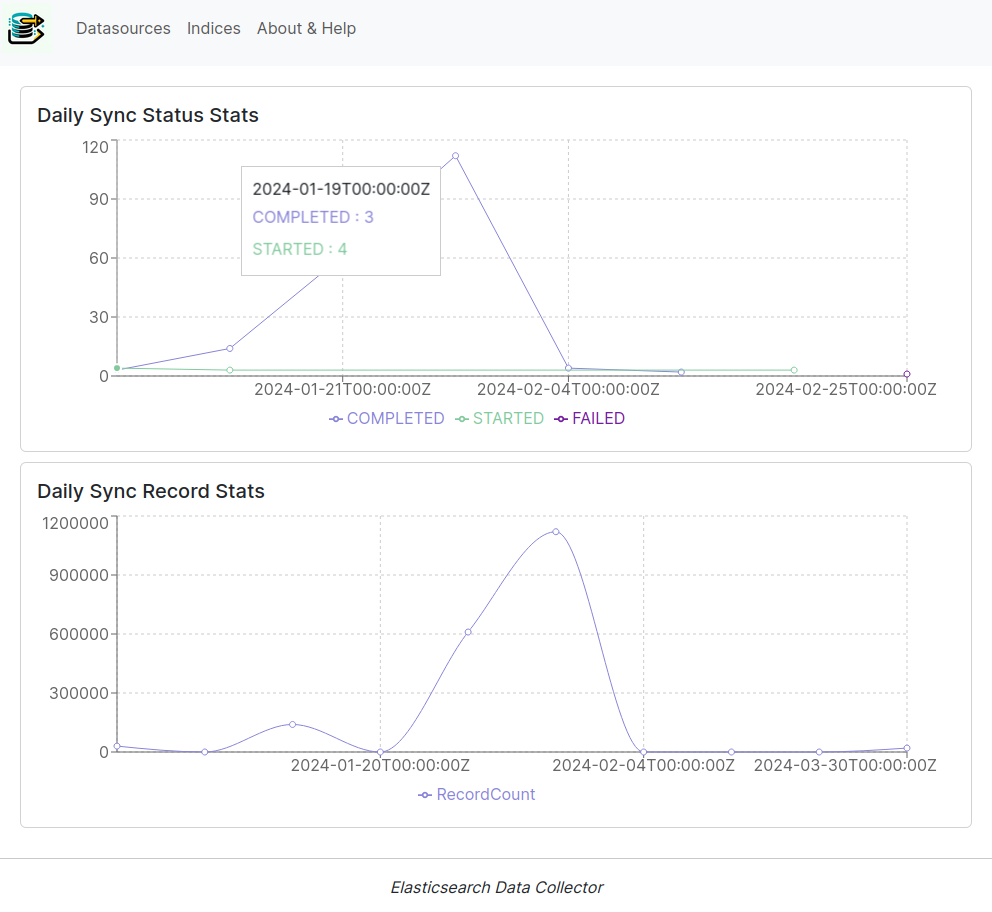 Datasources Indices About & Help
Daily Sync Status Stats
120
90
60
30
0
2024-01-19T00:00:00Z
COMPLETED : 3
STARTED : 4
2024-01-21T00:00:00Z 2024-02-04T00:00:00Z 2024-02-25T00:00:00Z
COMPLETED STARTED FAILED
Daily Sync Record Stats
1200000
900000
600000
300000
0
2024-01-20T00:00:00Z 2024-02-04T00:00:00Z 2024-03-30T00:00:00Z
RecordCount
Elasticsearch Data Collector